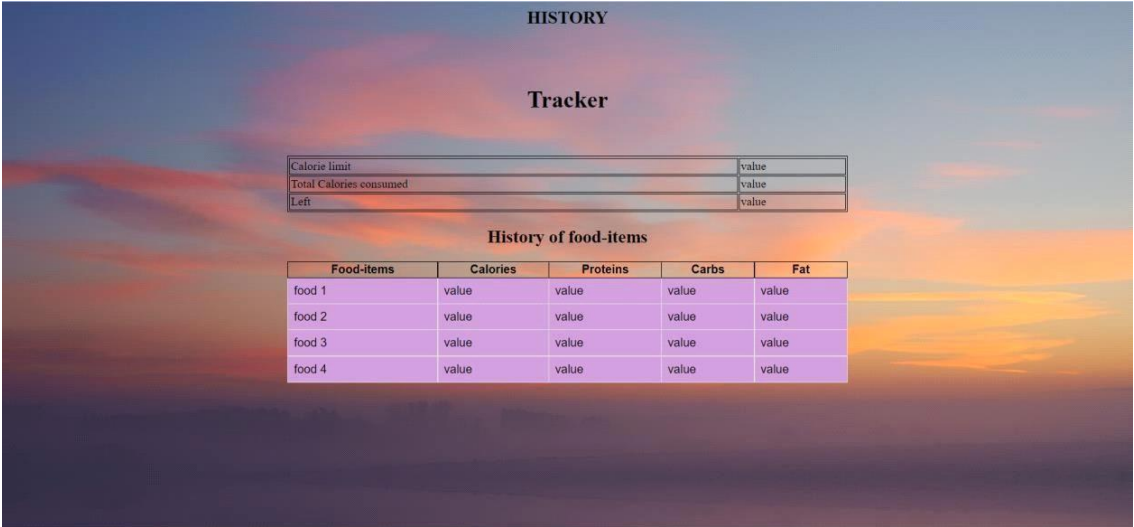 HISTORY
Tracker
Calorie limit value
Total Calories consumed value
Left value
History of food-items
Food-items Calories Proteins Carbs Fat
food 1 value value value value
food 2 value value value value
food 3 value value value value
food 4 value value value value